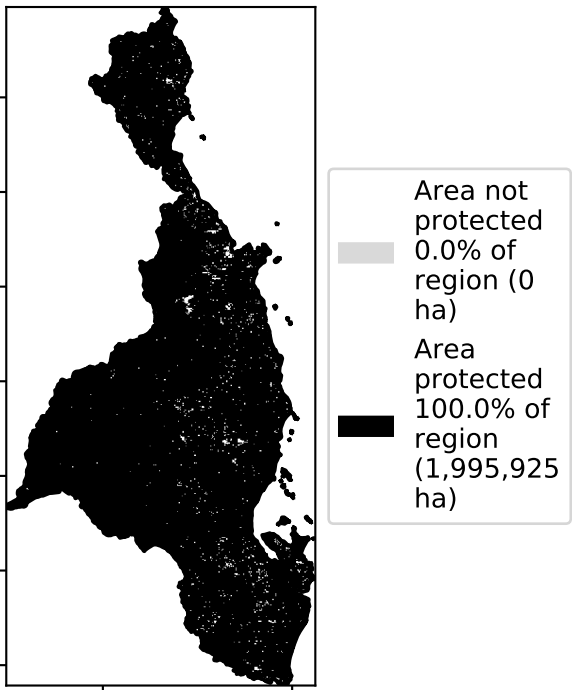 Area not
protected
0.0% of
region (0
ha)
Area
protected
100.0% of
region
(1,995,925
ha)